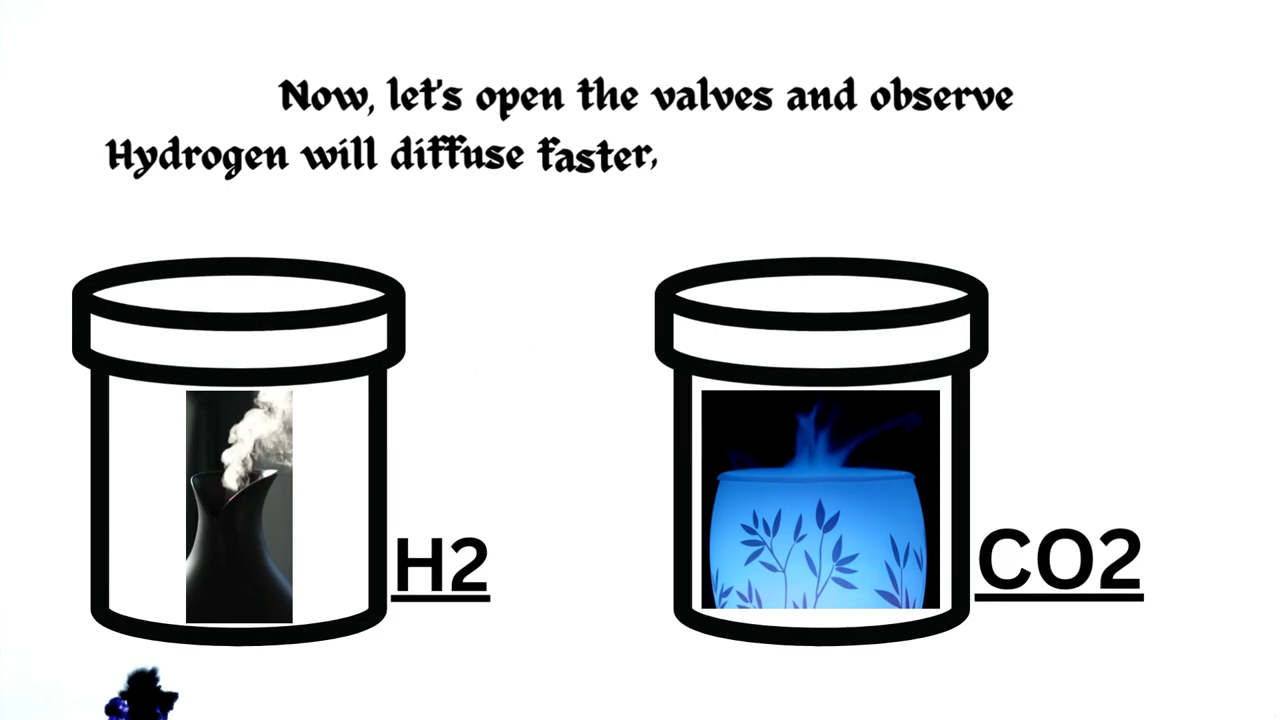 Now, let's open the valves and observe
Hydrogen will diffuse faster,
H2
CO2